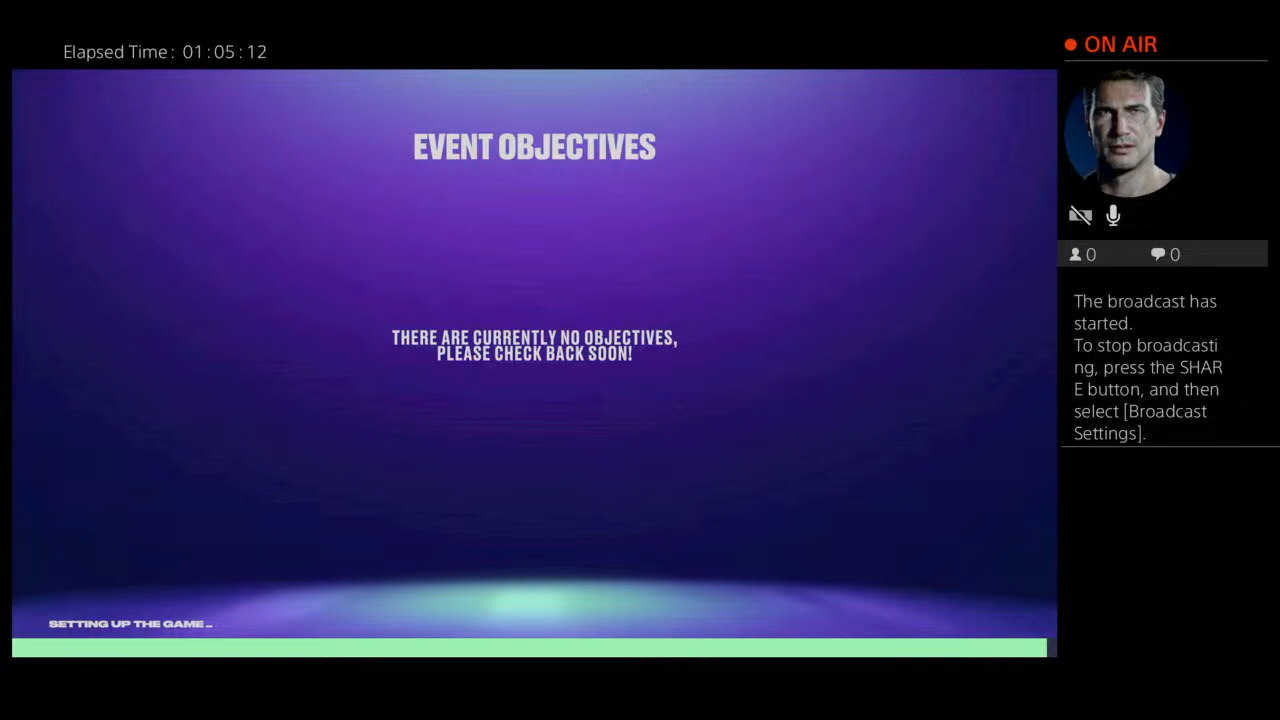 Elapsed Time: 01:05:12
ON AIR
EVENT OBJECTIVES
0
0
The broadcast has
started.
To stop broadcasti
ng, press the SHAR
E button, and then
select [Broadcast
Settings].
THERE ARE CURRENTLY NO OBJECTIVES,
PLEASE CHECK BACK SOON!
SETTING UP THE GAME...